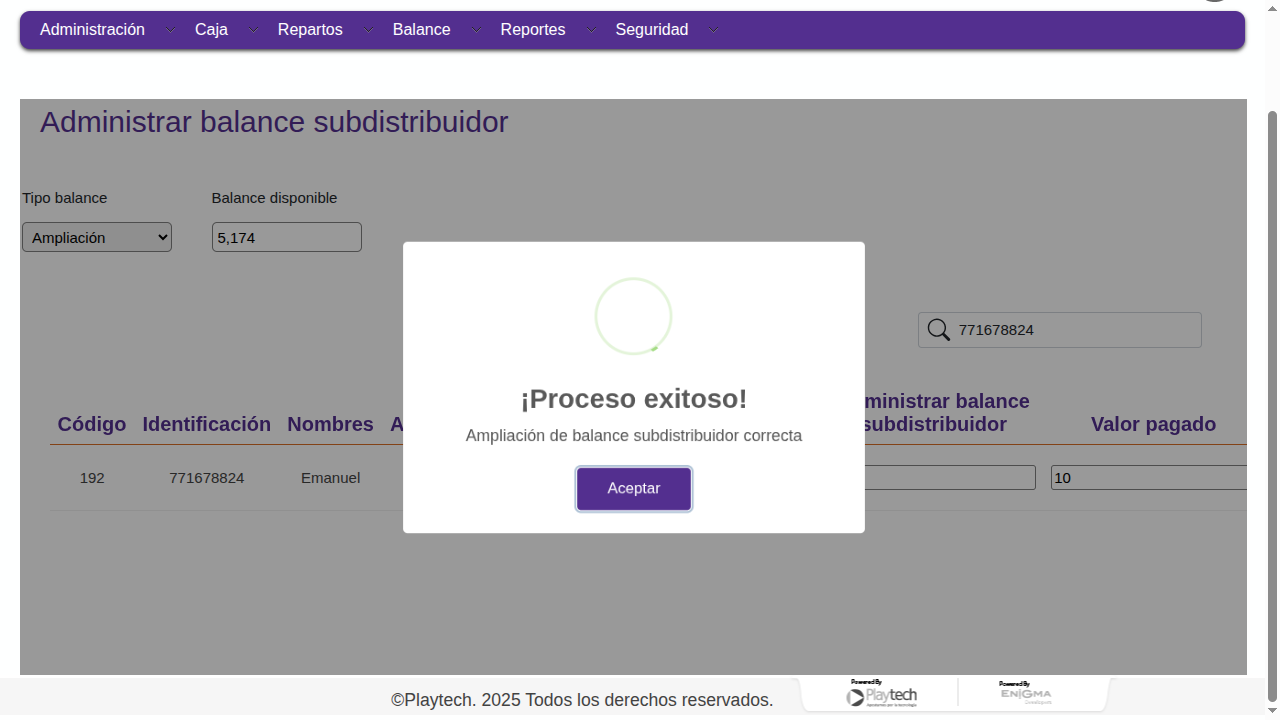 Administración Caja Repartos Balance Reportes Seguridad
Administrar balance subdistribuidor
Tipo balance Balance disponible
Ampliación 5,174
771678824
¡Proceso exitoso!
Ampliación de balance subdistribuidor correcta
Aceptar
ministrar balance
Código Identificación Nombres A subdistribuidor Valor pagado
192 771678824 Emanuel 10
©Playtech. 2025 Todos los derechos reservados.
Powered By Playtech
Powered By ENIGMA